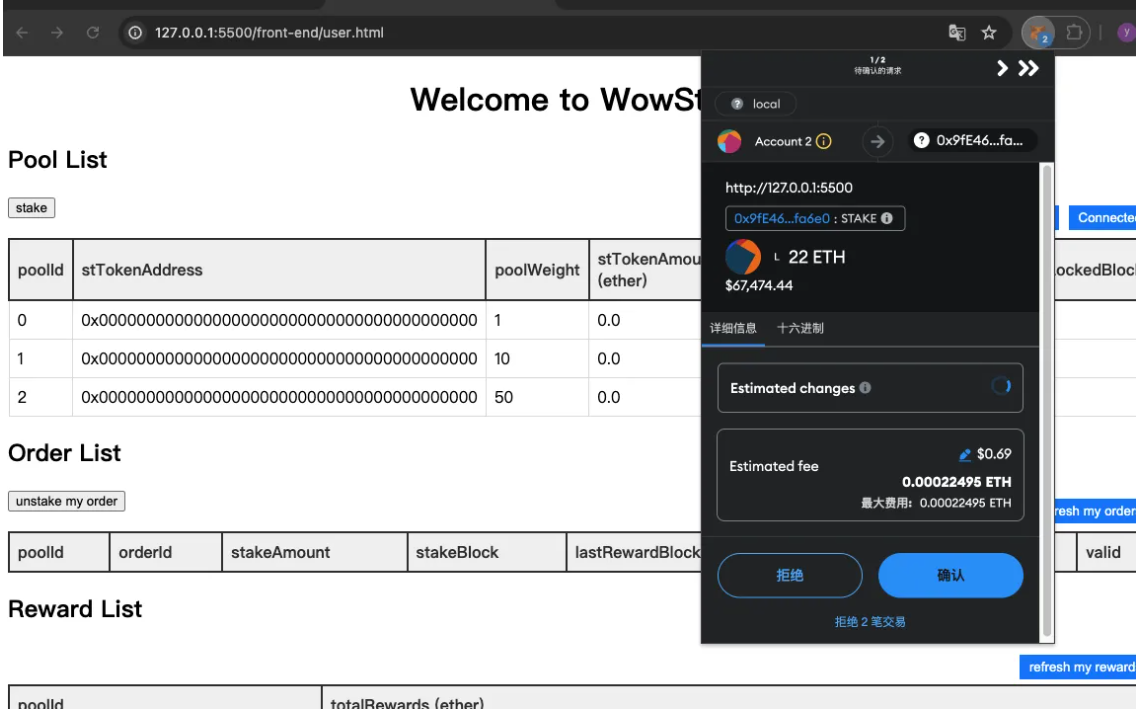 127.0.0.1:5500/front-end/user.html
2
y
Welcome to WowSt
Pool List
stake
Connected
poolId stTokenAddress poolWeight stTokenAmou
(ether)
LockedBlock
0 0x0000000000000000000000000000000000000000 1 0.0
1 0x0000000000000000000000000000000000000000 10 0.0
2 0x0000000000000000000000000000000000000000 50 0.0
Order List
unstake my order
resh my order
poolId orderId stakeAmount stakeBlock lastRewardBlock valid
Reward List
refresh my reward
poolId totalRewards (ether)
1/2
待确认的请求
local
Account 2 0x9fE46...fa...
http://127.0.0.1:5500
0x9fE46...fa6e0 : STAKE
L 22 ETH
$67,474.44
详细信息 十六进制
Estimated changes
Estimated fee
$0.69
0.00022495 ETH
最大费用: 0.00022495 ETH
拒绝 确认
拒绝 2 笔交易